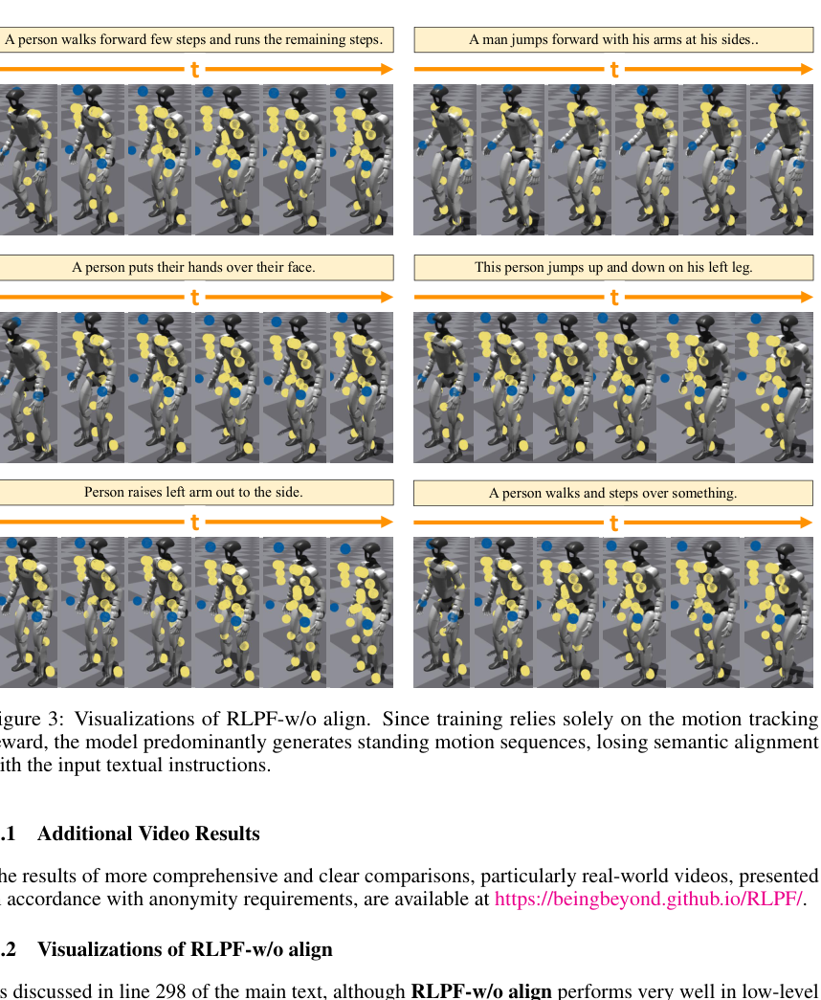 A person walks forward few steps and runs the remaining steps.
A man jumps forward with his arms at his sides..
t
t
A person puts their hands over their face.
This person jumps up and down on his left leg.
t
t
Person raises left arm out to the side.
A person walks and steps over something.
t
t
igure 3: Visualizations of RLPF-w/o align. Since training relies solely on the motion tracking
eward, the model predominantly generates standing motion sequences, losing semantic alignment
ith the input textual instructions.
.1 Additional Video Results
he results of more comprehensive and clear comparisons, particularly real-world videos, presented
accordance with anonymity requirements, are available at https://beingbeyond.github.io/RLPF/.
.2 Visualizations of RLPF-w/o align
s discussed in line 298 of the main text, although RLPF-w/o align performs very well in low-level